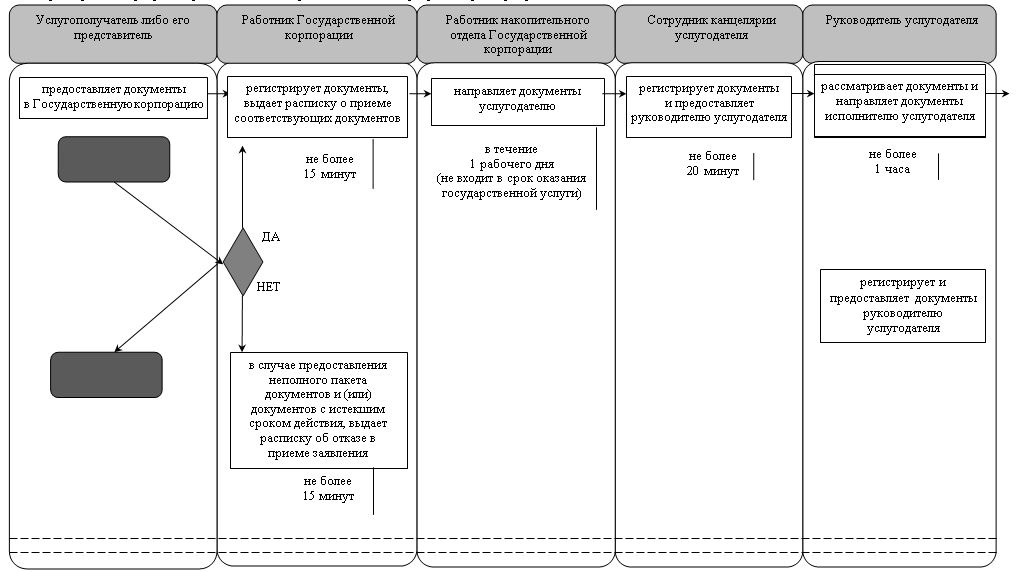 Услугополучатель либо его
представитель
Работник Государственной
корпорации
Работник накопительного
отдела Государственной
корпорации
Сотрудник канцелярии
услугодателя
Руководитель услугодателя
предоставляет документы
в Государственную корпорацию
регистрирует документы,
выдает расписку о приеме
соответствующих документов
направляет документы
услугодателю
регистрирует документы
и предоставляет
руководителю услугодателя
рассматривает документы и
направляет документы
исполнителю услугодателя
не более
15 минут
в течение
1 рабочего дня
(не входит в срок оказания
государственной услуги)
не более
20 минут
не более
1 часа
ДА
НЕТ
регистрирует и
предоставляет документы
руководителю
услугодателя
в случае предоставления
неполного пакета
документов и (или)
документов с истекшим
сроком действия, выдает
расписку об отказе в
приеме заявления
не более
15 минут